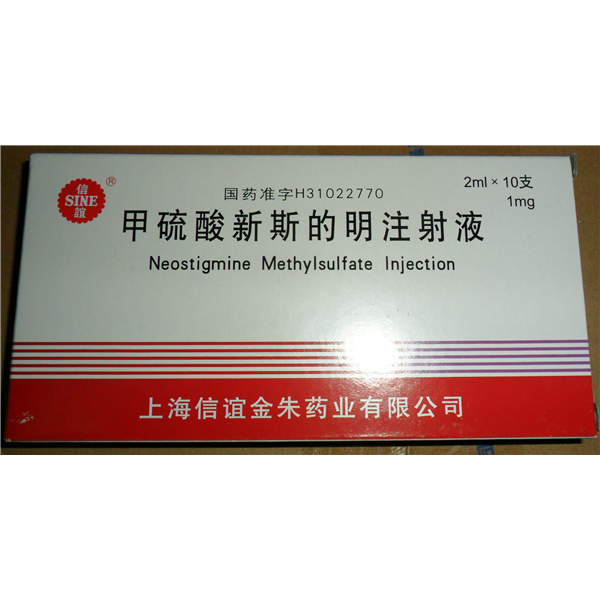 信
SINE
誼
®
国药准字H31022770
2ml×10支
1mg
甲硫酸新斯的明注射液
Neostigmine Methylsulfate Injection
上海信谊金朱药业有限公司